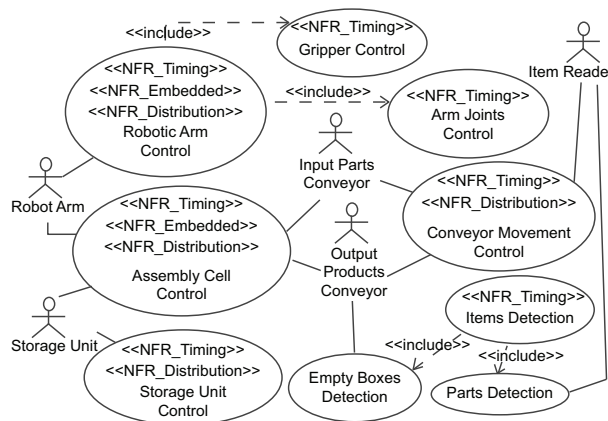 <<include>>
<<NFR_Timing>>
Gripper Control
<<NFR_Timing>>
<<NFR_Embedded>>
<<NFR_Distribution>>
Robotic Arm
Control
<<include>>
<<NFR_Timing>>
Arm Joints
Control
Item Reade
Robot Arm
Input Parts
Conveyor
<<NFR_Timing>>
<<NFR_Distribution>>
Conveyor Movement
Control
<<NFR_Timing>>
<<NFR_Embedded>>
<<NFR_Distribution>>
Assembly Cell
Control
Output
Products
Conveyor
Storage Unit
<<NFR_Timing>>
<<NFR_Distribution>>
Storage Unit
Control
<<NFR_Timing>>
Items Detection
<<include>>
<<include>>
Empty Boxes
Detection
Parts Detection